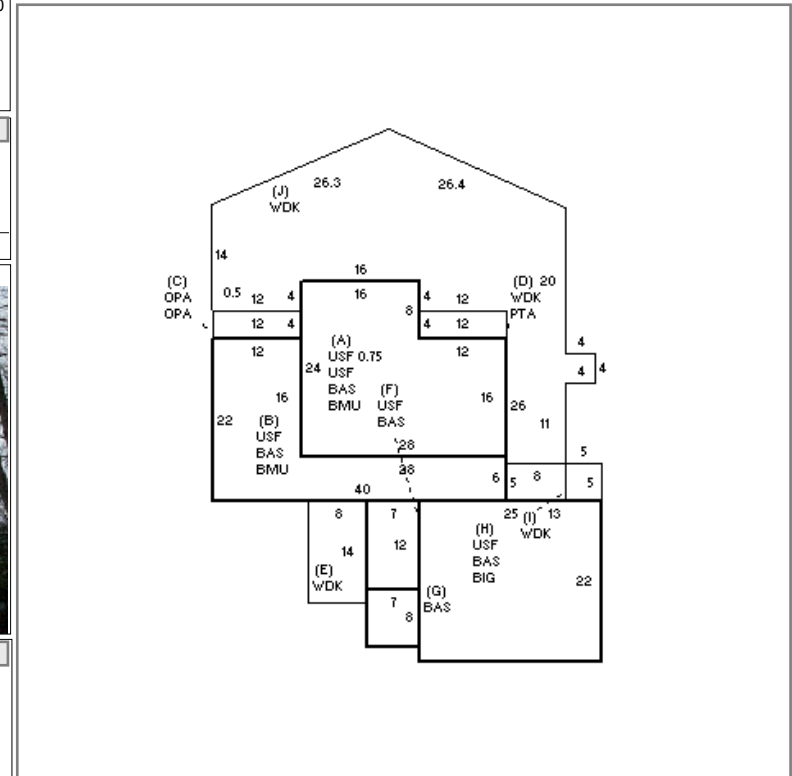 26.3
26.4
(J)
WDK
14
16
(C)
OPA
OPA
0.5
12
4
16
4
12
(D) 20
WDK
PTA
8
12
4
4
12
12
(A)
USF 0.75
USF
BAS
BMU
24
12
4
4
4
(F)
USF
BAS
16
16
26
22
(B)
USF
BAS
BMU
11
28
5
38
6
5
8
5
40
8
7
25
(I)
WDK
13
(H)
USF
BAS
BIG
14
12
(E)
WDK
22
7
8
(G)
BAS